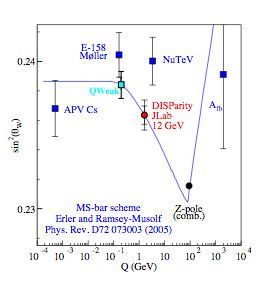 0.24
0.23
sin²(θ_W)
E-158
Møller
NuTeV
QWeak
APV Cs
DISParity
JLab
12 GeV
A_fb
Z-pole
(comb.)
MS-bar scheme
Erler and Ramsey-Musolf
Phys. Rev. D72 073003 (2005)
10⁻⁴ 10⁻³ 10⁻² 10⁻¹ 10⁰ 10¹ 10² 10³ 10⁴
Q (GeV)